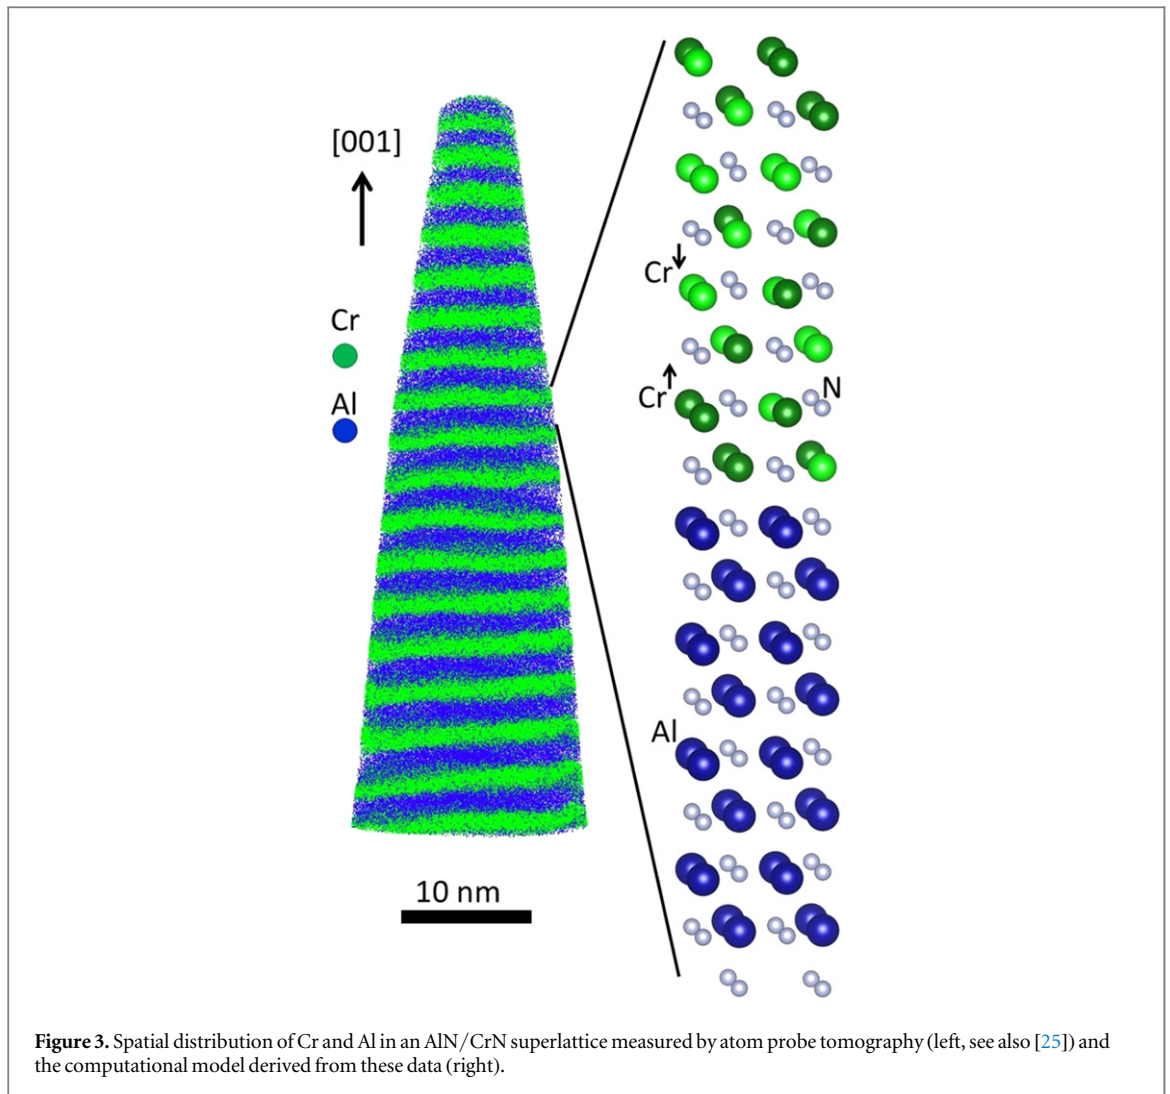 [001]
Cr
Al
10 nm
Cr
Cr
N
Al
Figure 3. Spatial distribution of Cr and Al in an AlN/CrN superlattice measured by atom probe tomography (left, see also [25]) and
the computational model derived from these data (right).